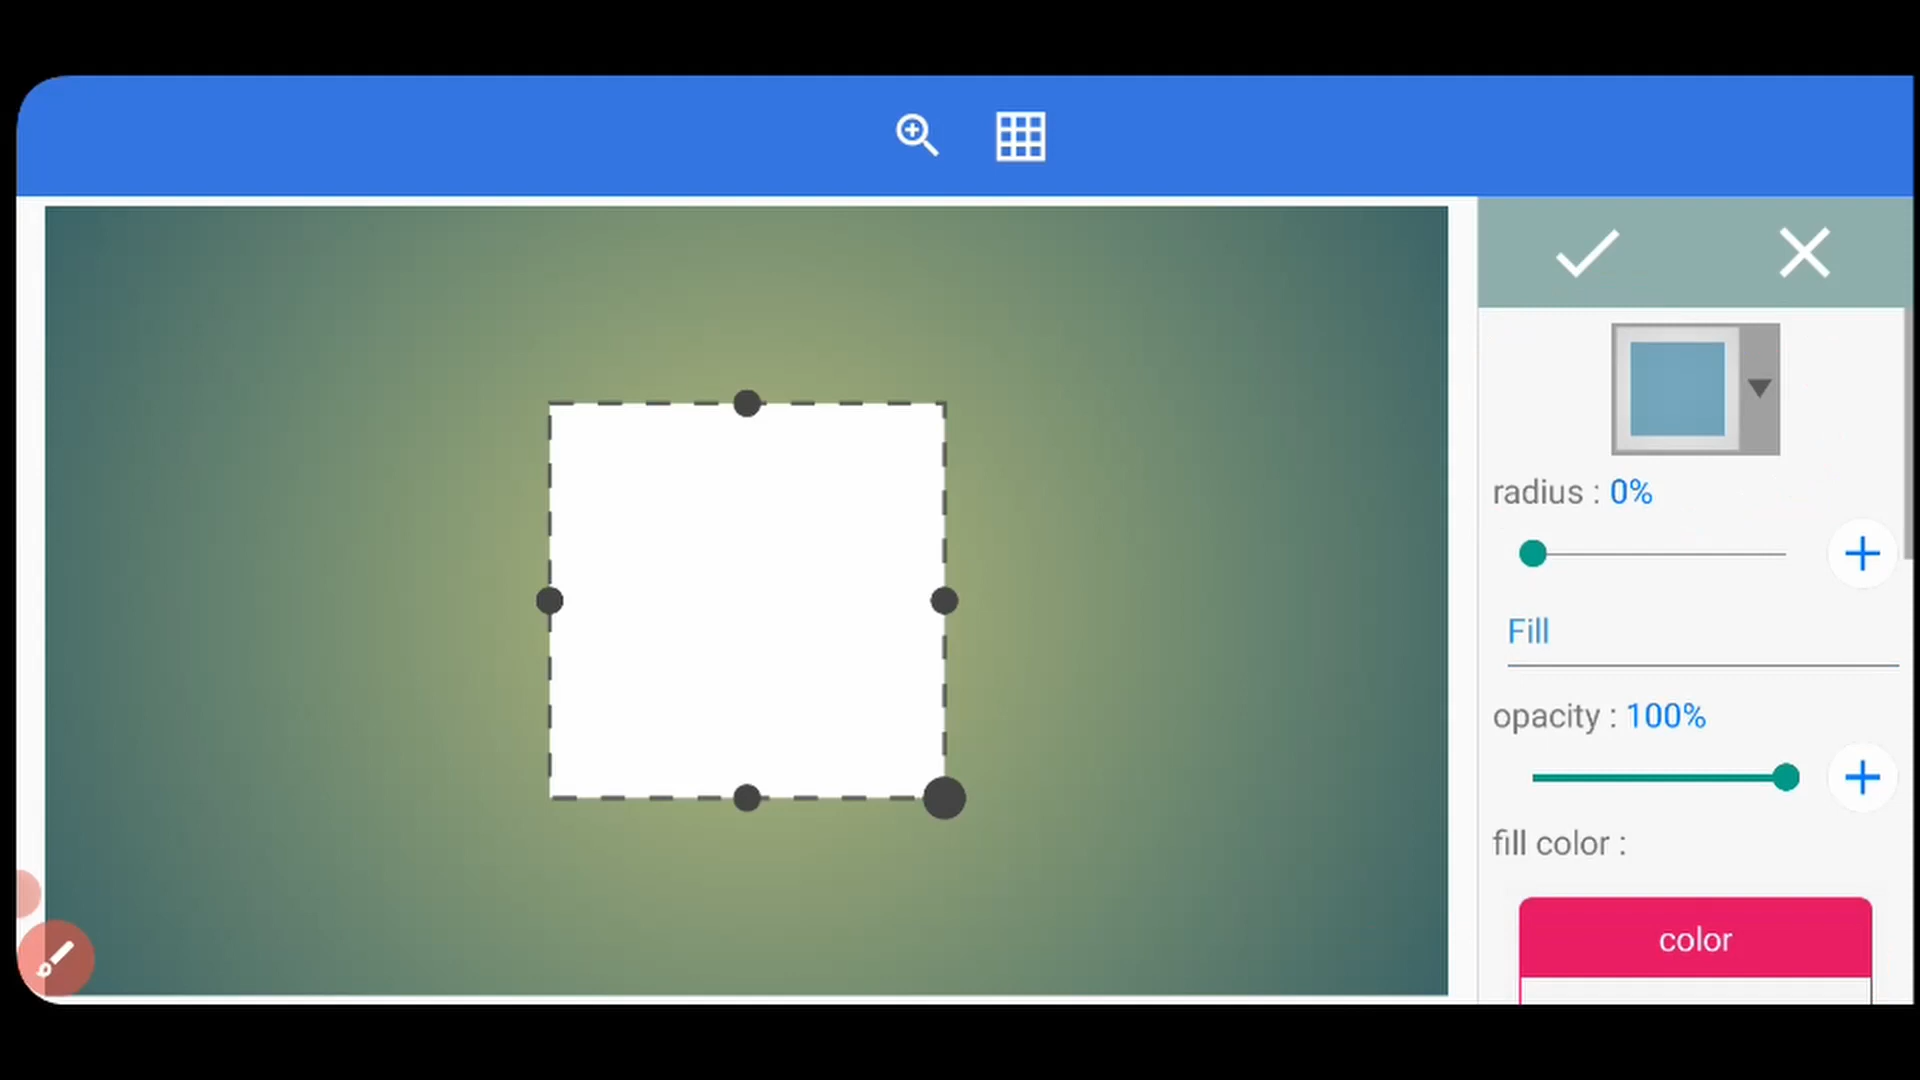 radius : 0%
Fill
opacity : 100%
fill color :
color